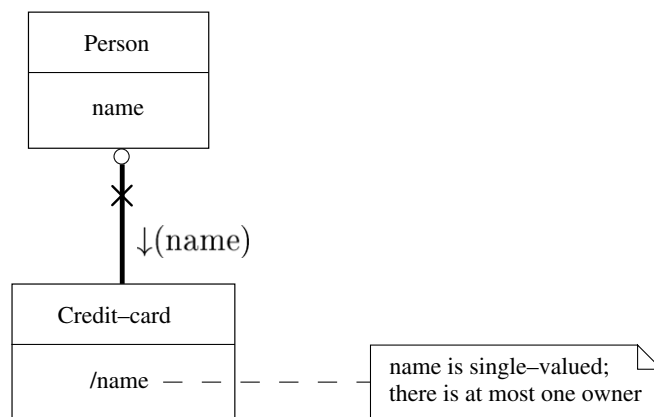 Person
name
↓(name)
Credit–card
/name
name is single–valued;
there is at most one owner